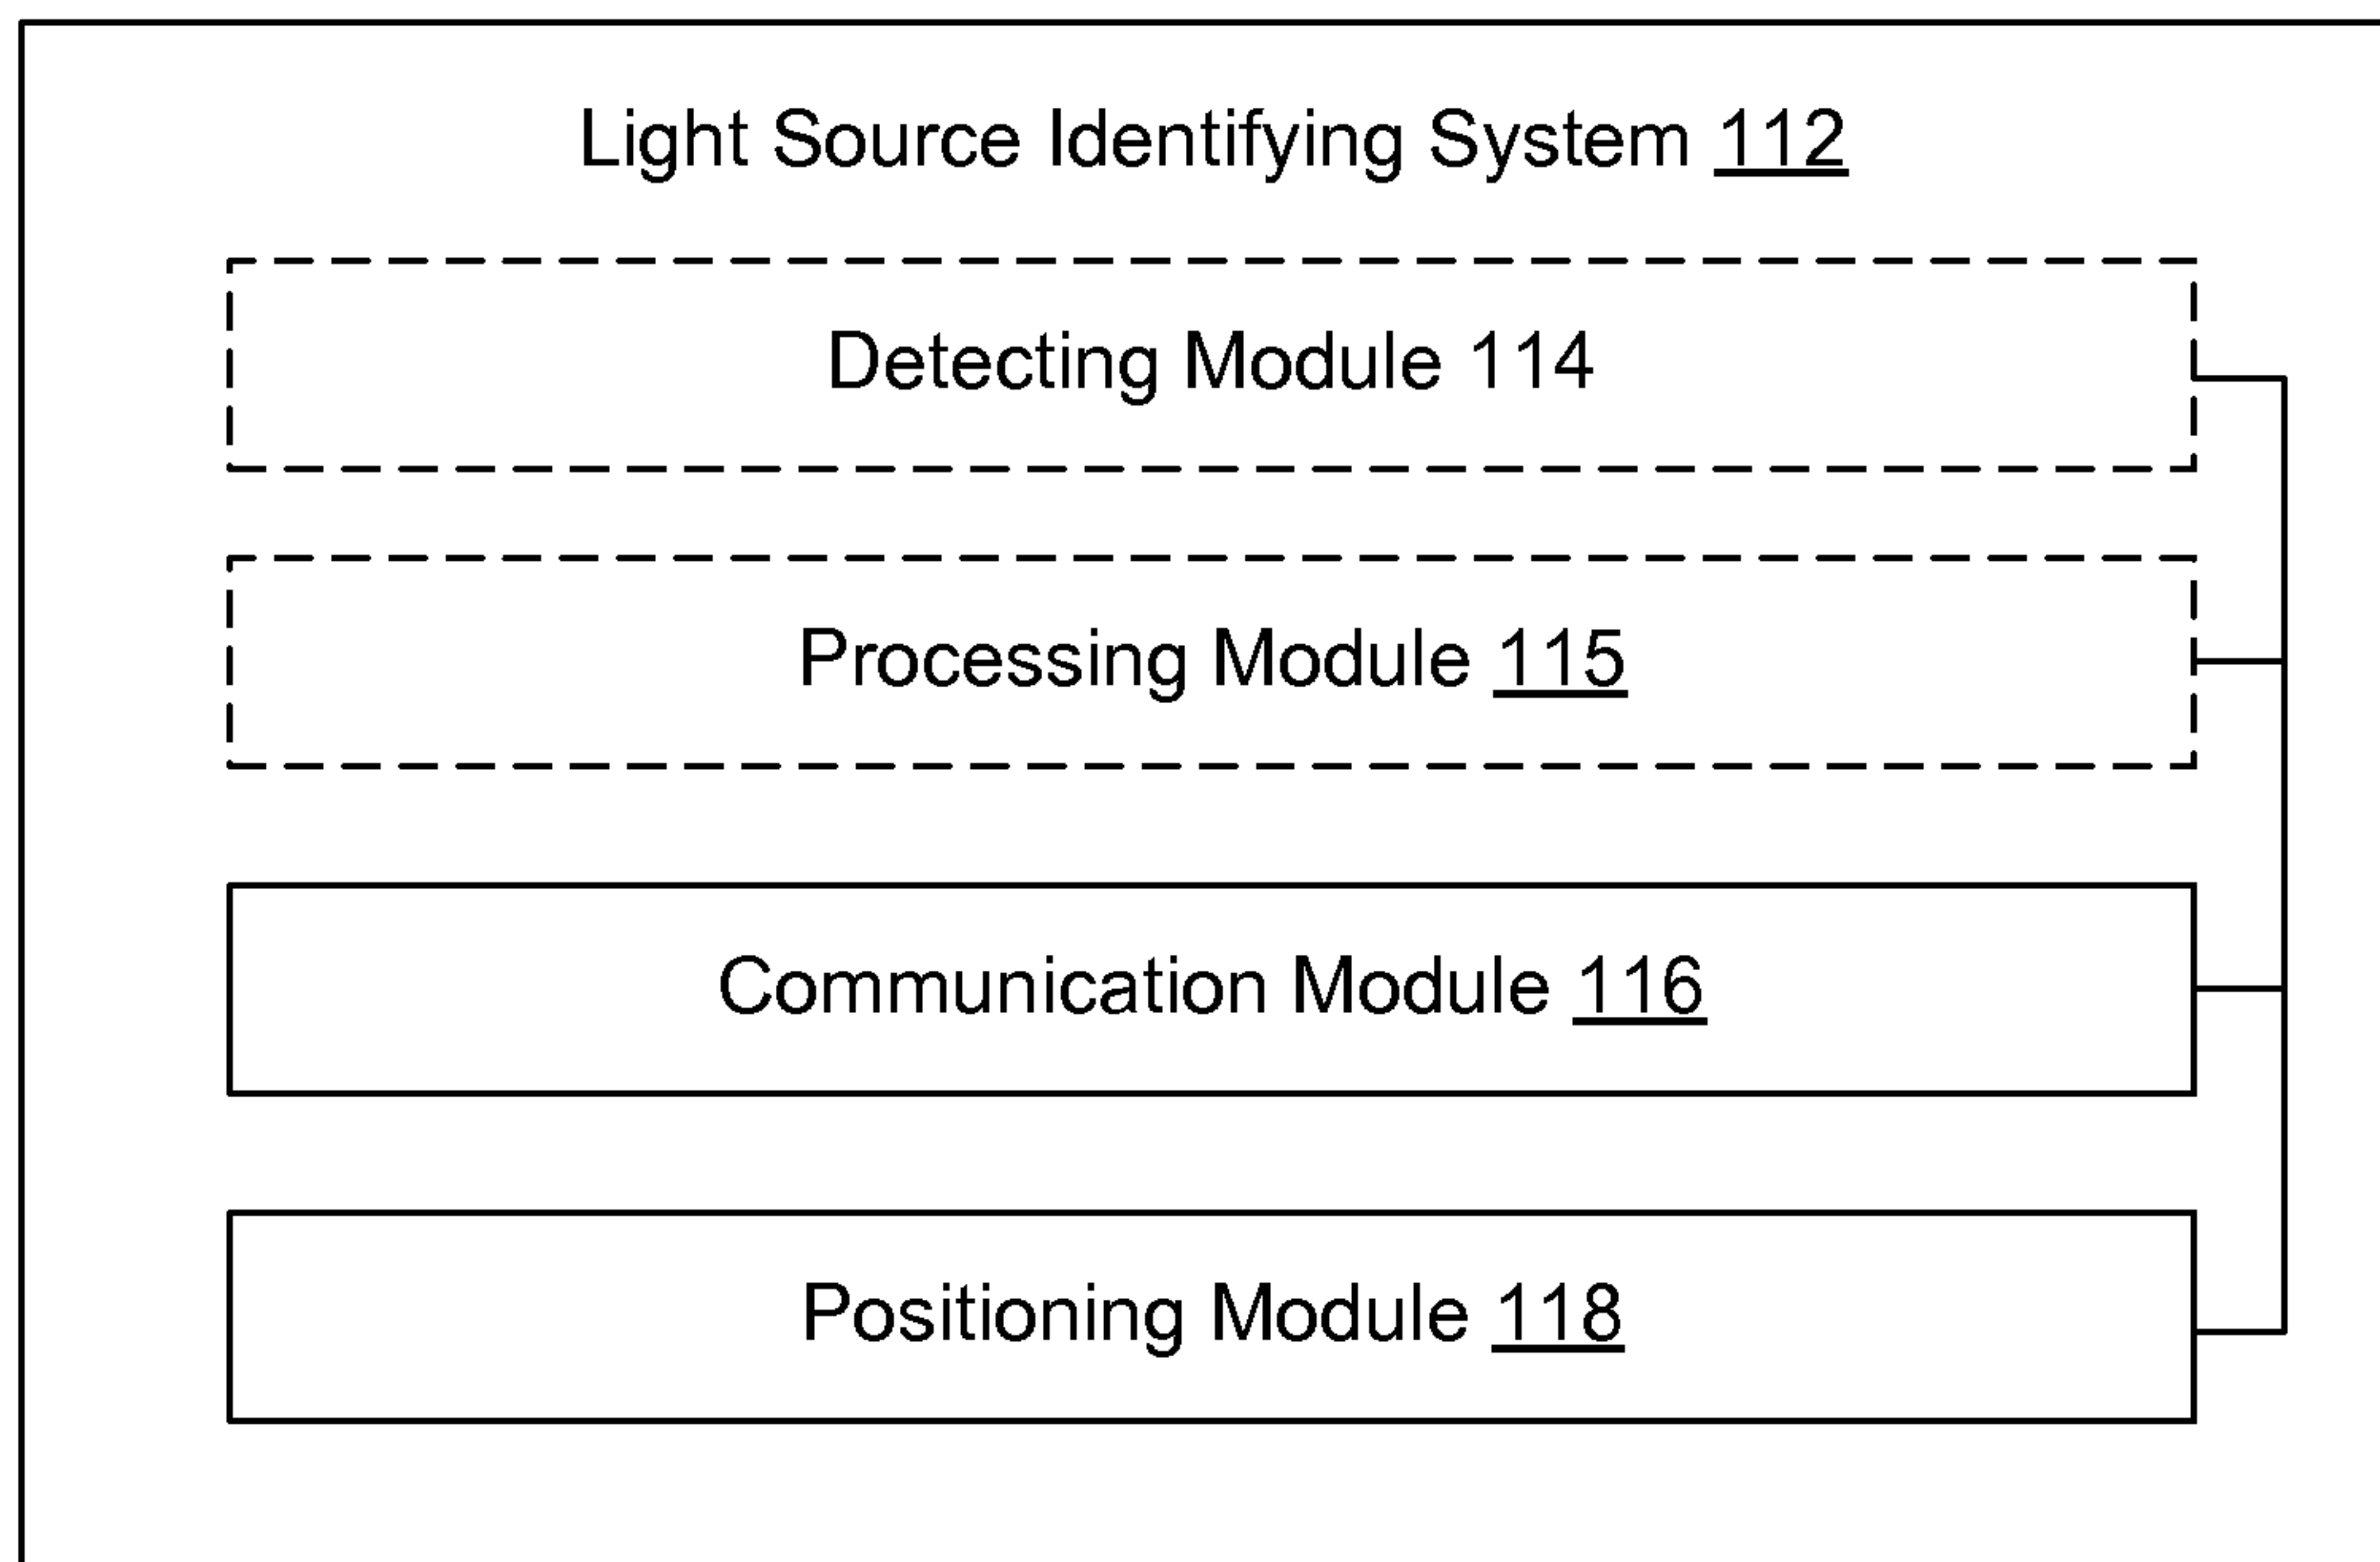 Light Source Identifying System 112
Detecting Module 114
Processing Module 115
Communication Module 116
Positioning Module 118